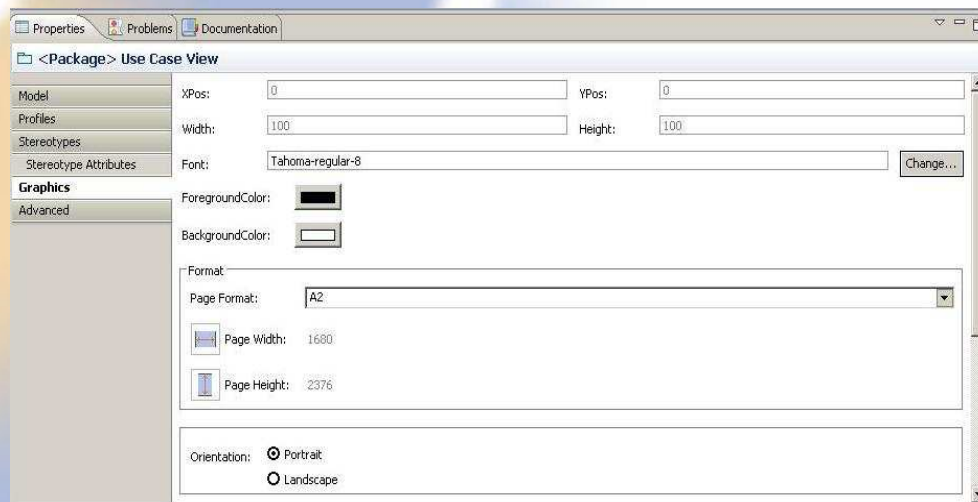 Properties Problems Documentation
<Package> Use Case View
Model
Profiles
Stereotypes
Stereotype Attributes
Graphics
Advanced
XPos: 0 YPos: 0
Width: 100 Height: 100
Font: Tahoma-regular-8 Change...
ForegroundColor:
BackgroundColor:
Format
Page Format: A2
Page Width: 1680
Page Height: 2376
Orientation: Portrait
Landscape